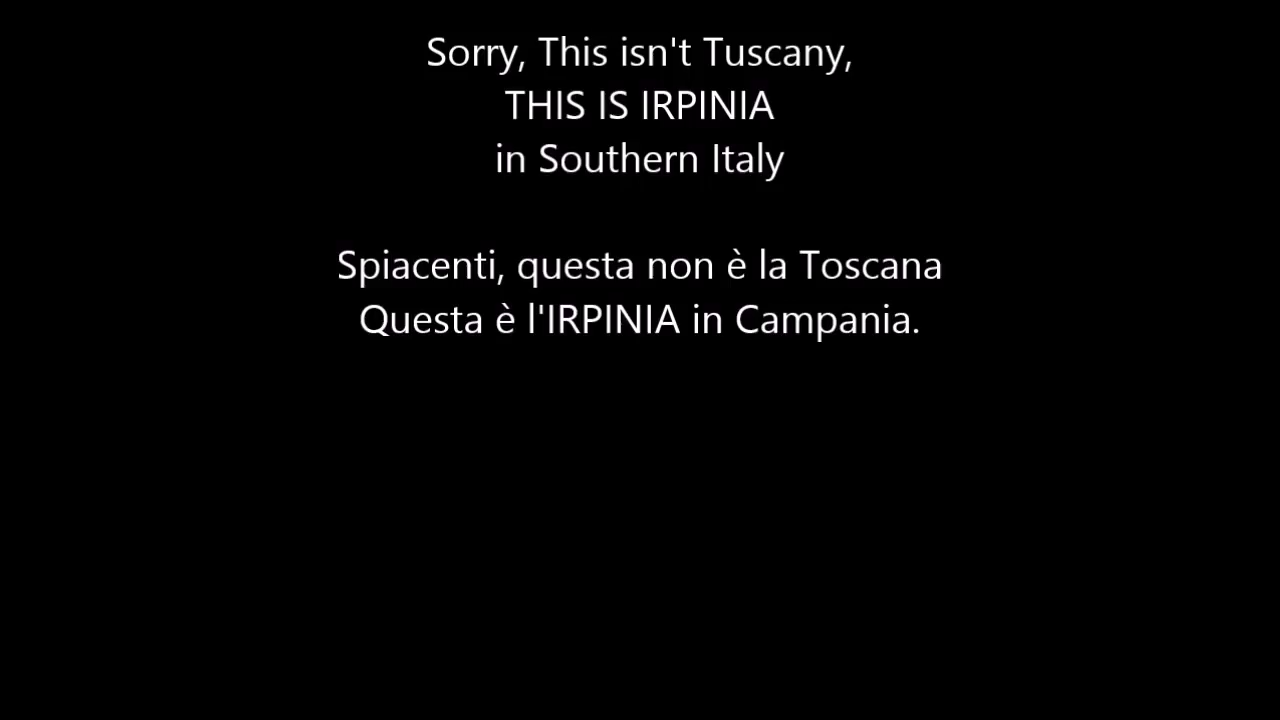 Sorry, This isn't Tuscany,
THIS IS IRPINIA
in Southern Italy
Spiacenti, questa non è la Toscana
Questa è l'IRPINIA in Campania.